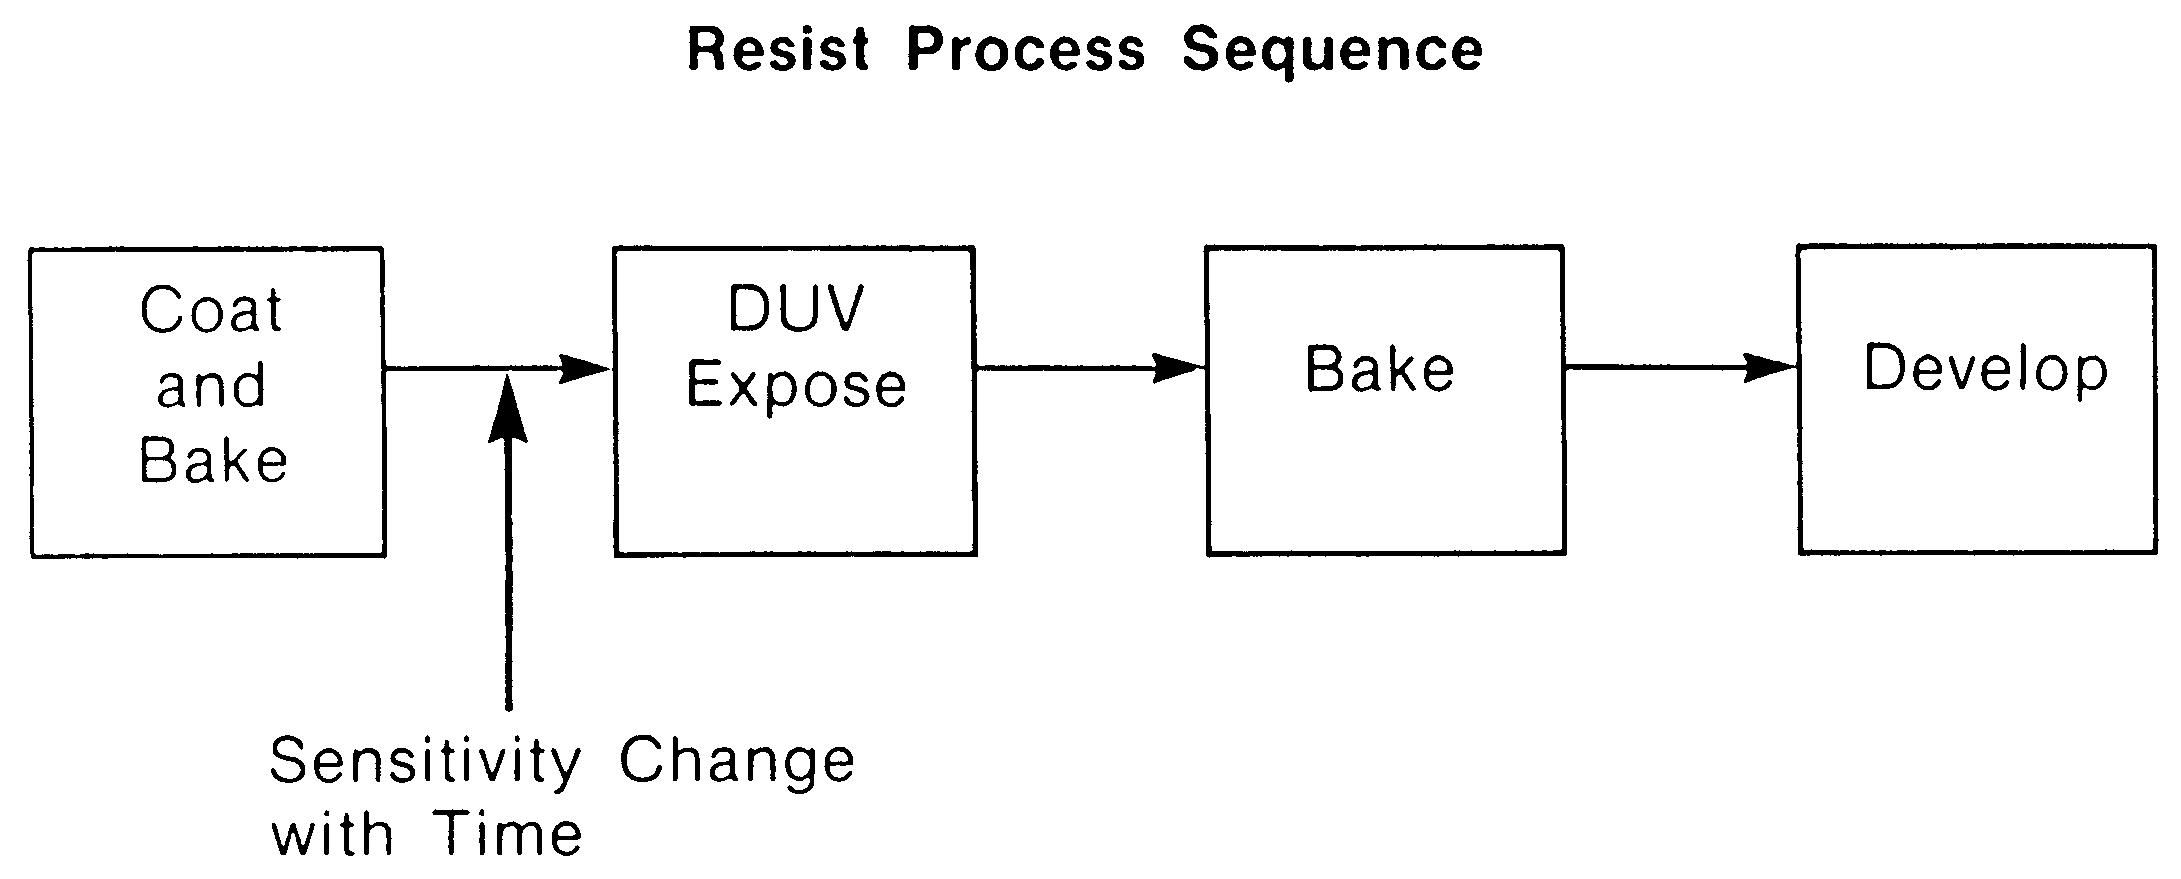 Resist Process Sequence
Coat
and
Bake
DUV
Expose
Bake
Develop
Sensitivity Change
with Time